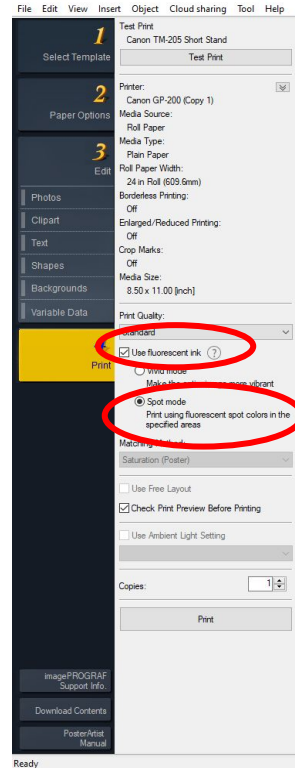 File Edit View Insert Object Cloud sharing Tool Help
1
Select Template
2
Paper Options
3
Edit
Photos
Clipart
Text
Shapes
Backgrounds
Variable Data
Print
imagePROGRAF
Support Info.
Download Contents
PosterArtist
Manual
Test Print
Canon TM-205 Short Stand
Test Print
Printer:
Canon GP-200 (Copy 1)
Media Source:
Roll Paper
Media Type:
Plain Paper
Roll Paper Width:
24 in Roll (609.6mm)
Borderless Printing:
Off
Enlarged/Reduced Printing:
Off
Crop Marks:
Off
Media Size:
8.50 x 11.00 [inch]
Print Quality:
Standard
Use fluorescent ink ?
Vivid mode
Make the more vibrant
Spot mode
Print using fluorescent spot colors in the
specified areas
Matching Method:
Saturation (Poster)
Use Free Layout
Check Print Preview Before Printing
Use Ambient Light Setting
Copies: 1
Print
Ready